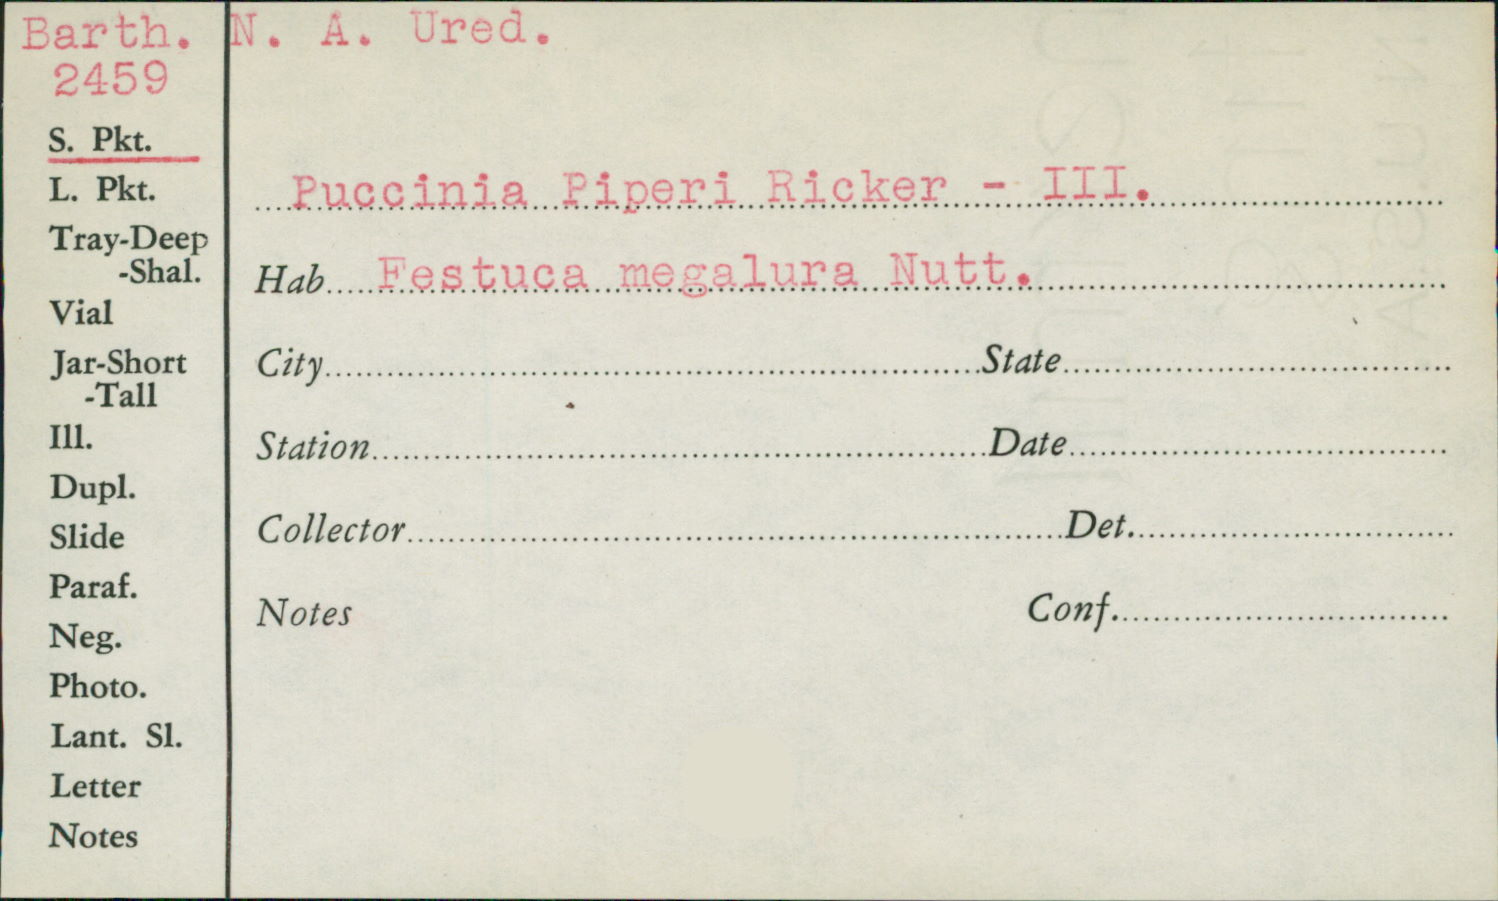 Barth. N. A. Ured.
2459
S. Pkt.
L. Pkt.
Tray-Deep
-Shal.
Vial
Jar-Short
-Tall
Ill.
Dupl.
Slide
Paraf.
Neg.
Photo.
Lant. Sl.
Letter
Notes
Puccinia Piperi Ricker - III.
Hab. Festuca megalura Nutt.
City State
Station Date
Collector Det.
Notes Conf.